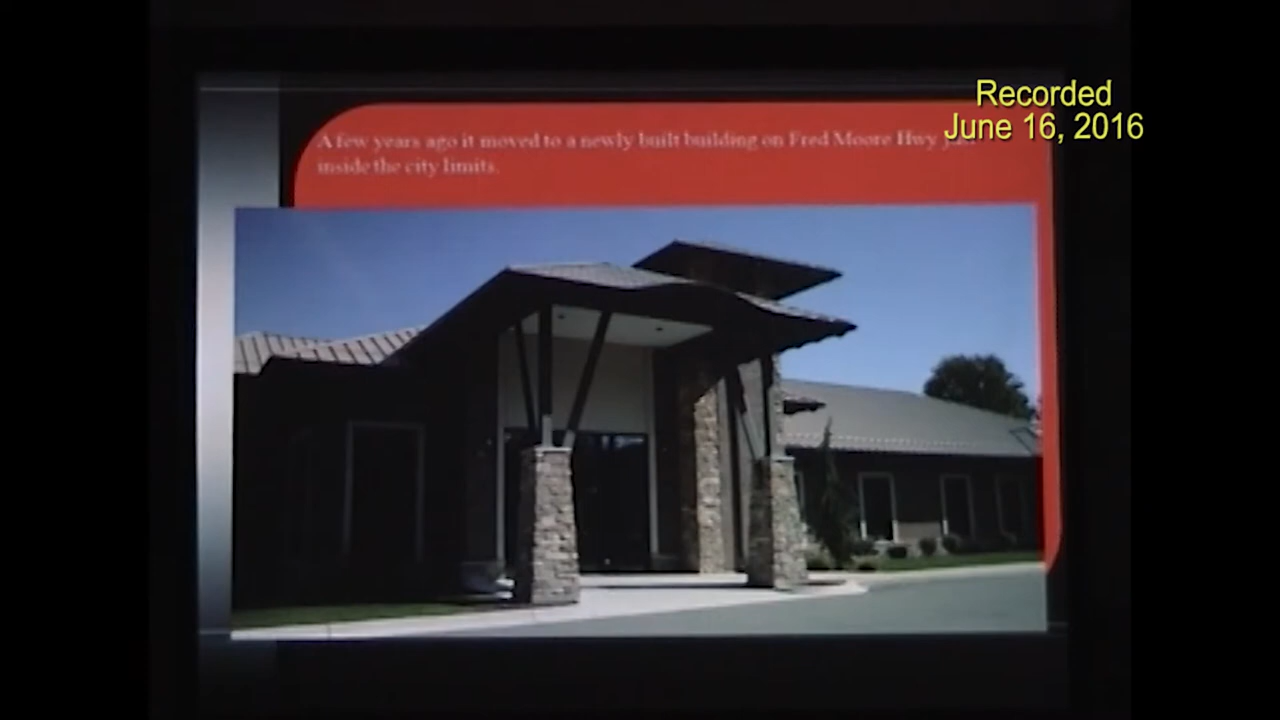 Recorded
June 16, 2016
A few years ago it moved to a newly built building on Fred Moore Hwy
inside the city limits.